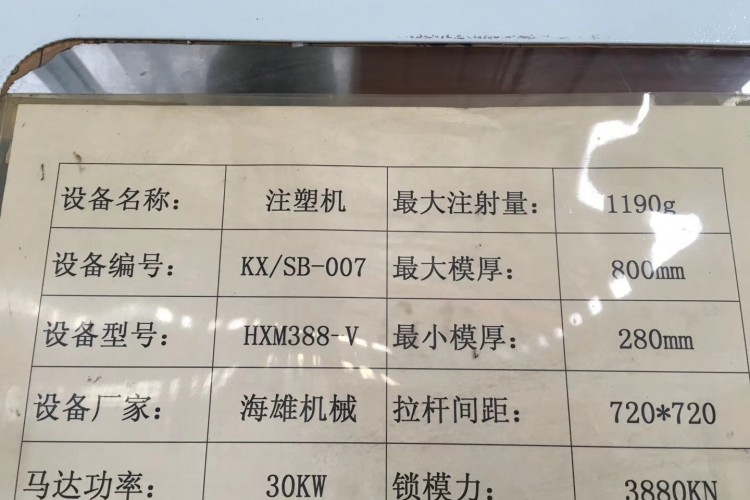 设备名称： 注塑机 最大注射量： 1190g
设备编号： KX/SB-007 最大模厚： 800mm
设备型号： HXM388-V 最小模厚： 280mm
设备厂家： 海雄机械 拉杆间距： 720*720
马达功率： 30KW 锁模力： 3880KN